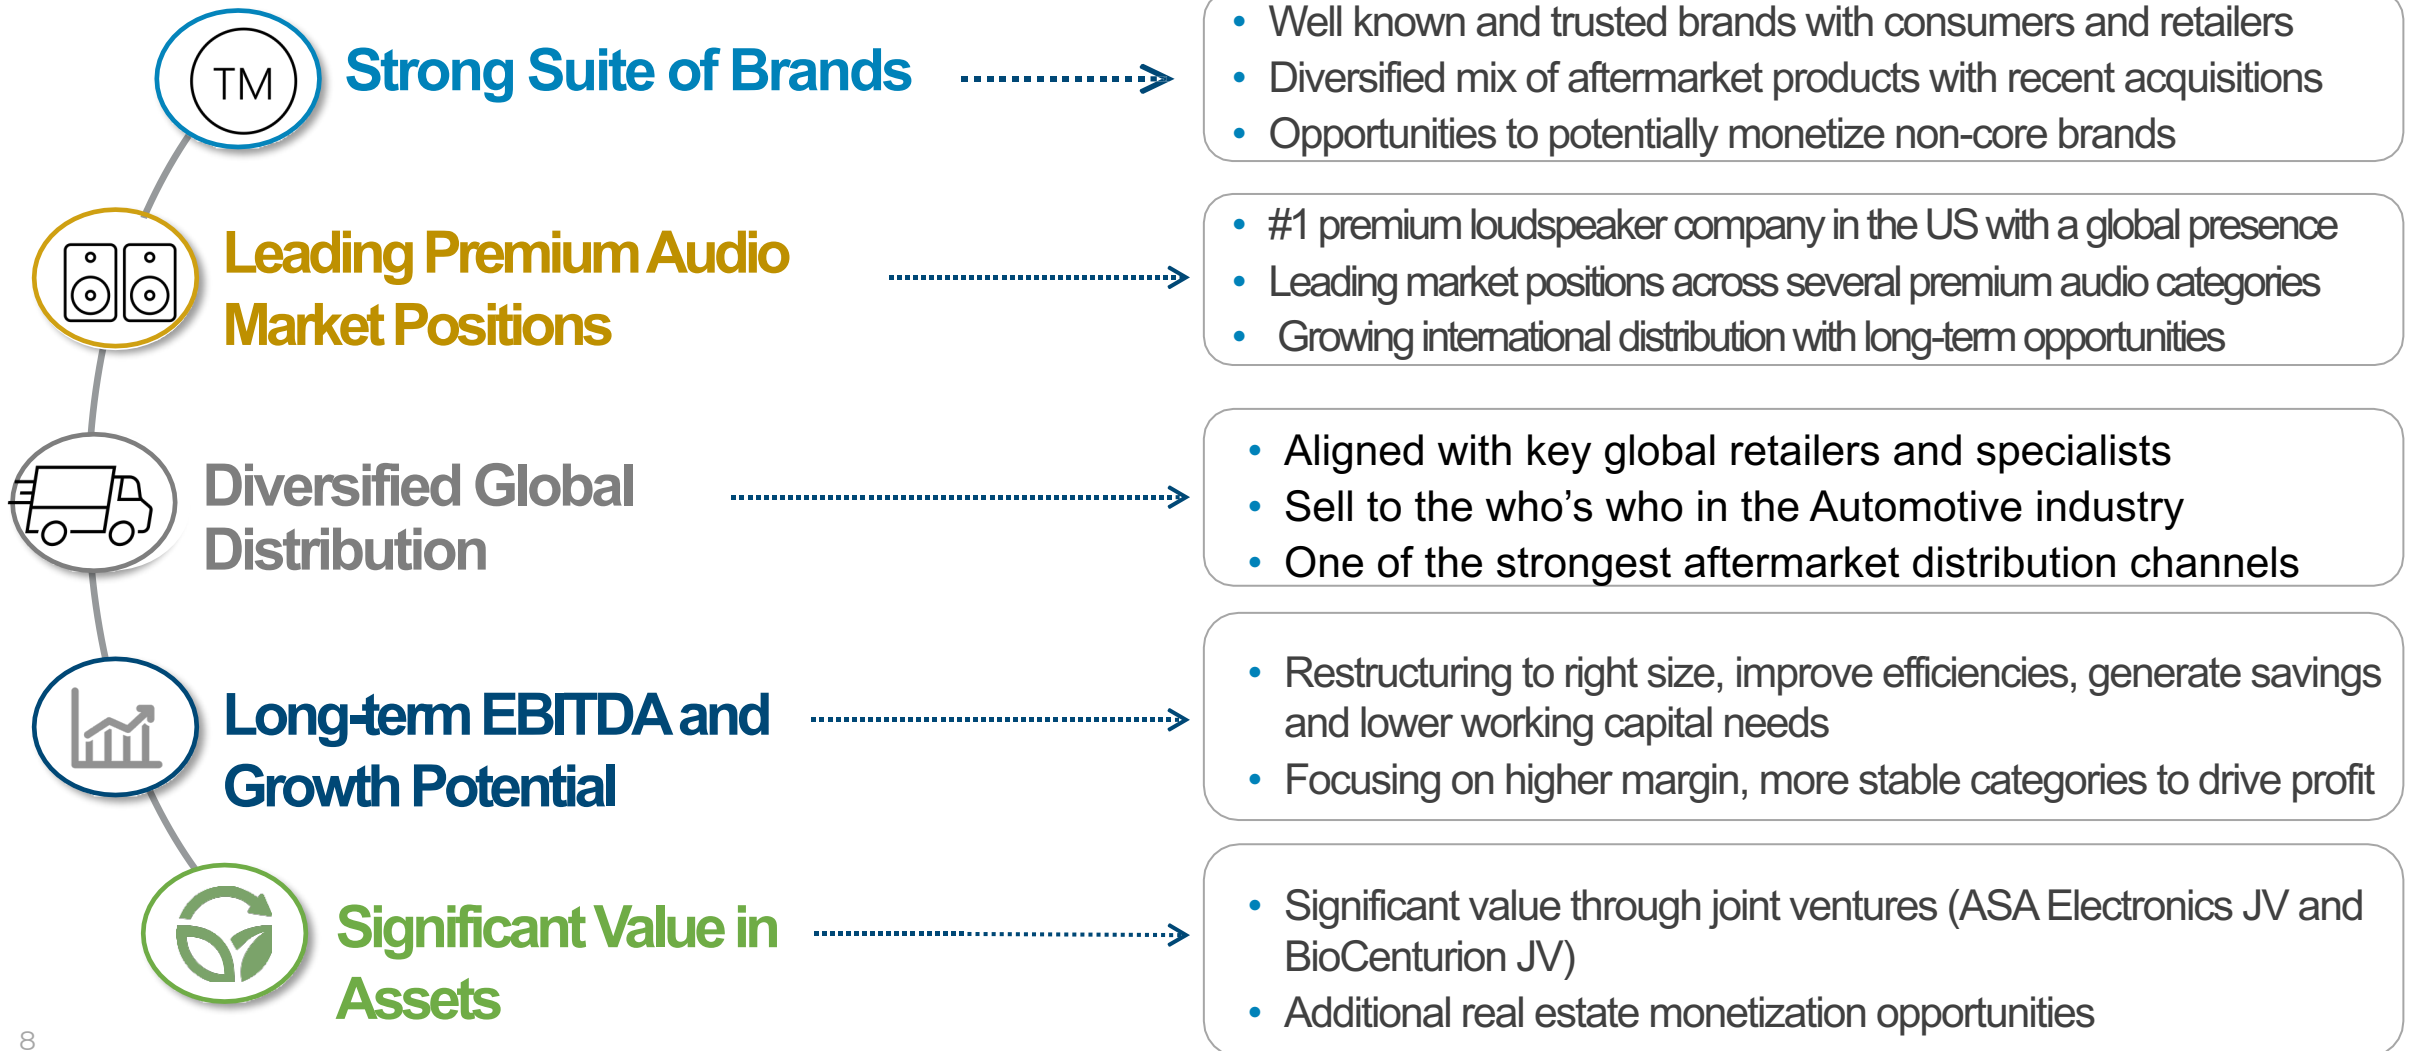 TM
Strong Suite of Brands
• Well known and trusted brands with consumers and retailers
• Diversified mix of aftermarket products with recent acquisitions
• Opportunities to potentially monetize non-core brands
Leading Premium Audio
Market Positions
• #1 premium loudspeaker company in the US with a global presence
• Leading market positions across several premium audio categories
• Growing international distribution with long-term opportunities
Diversified Global
Distribution
• Aligned with key global retailers and specialists
• Sell to the who’s who in the Automotive industry
• One of the strongest aftermarket distribution channels
Long-term EBITDA and
Growth Potential
• Restructuring to right size, improve efficiencies, generate savings
and lower working capital needs
• Focusing on higher margin, more stable categories to drive profit
Significant Value in
Assets
• Significant value through joint ventures (ASA Electronics JV and
BioCenturion JV)
• Additional real estate monetization opportunities
8